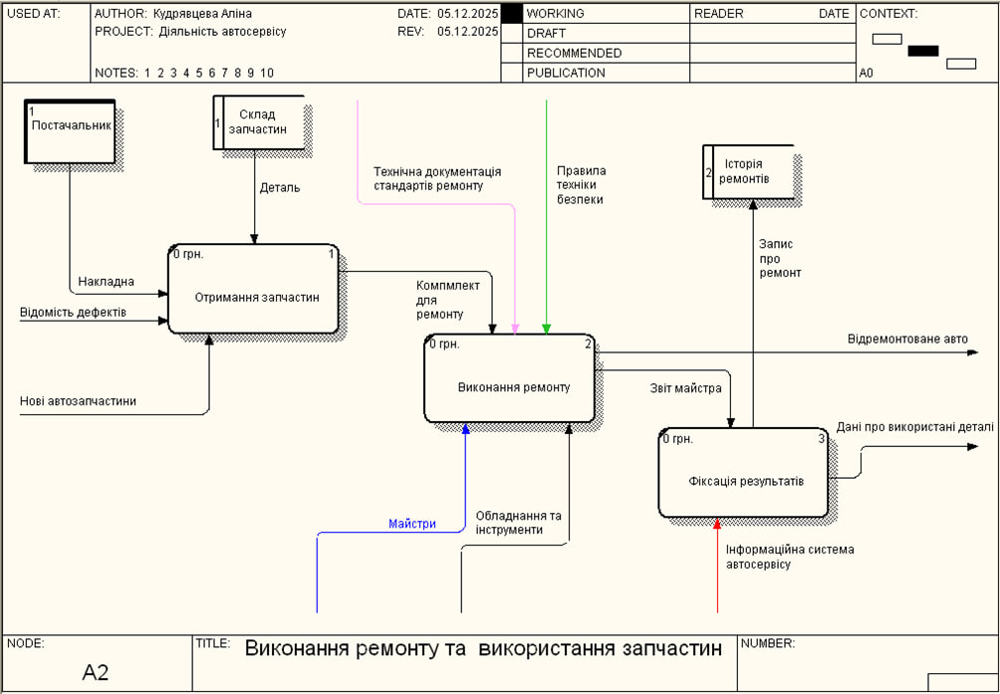 USED AT:
AUTHOR: Кудрявцева Аліна
DATE: 05.12.2025
WORKING
READER
DATE
CONTEXT:
PROJECT: Діяльність автосервісу
REV: 05.12.2025
DRAFT
RECOMMENDED
NOTES: 1 2 3 4 5 6 7 8 9 10
PUBLICATION
A0
1
Постачальник
1
Склад
запчастин
Деталь
Технічна документація
стандартів ремонту
Правила
техніки
безпеки
2
Історія
ремонтів
Накладна
Відомість дефектів
Нові автозапчастини
0 грн.
1
Отримання запчастин
Компмлект
для
ремонту
Запис
про
ремонт
0 грн.
2
Виконання ремонту
Відремонтоване авто
Звіт майстра
Дані про використані деталі
0 грн.
3
Фіксація результатів
Майстри
Обладнання та
інструменти
Інформаційна система
автосервісу
NODE:
A2
TITLE:
Виконання ремонту та використання запчастин
NUMBER: